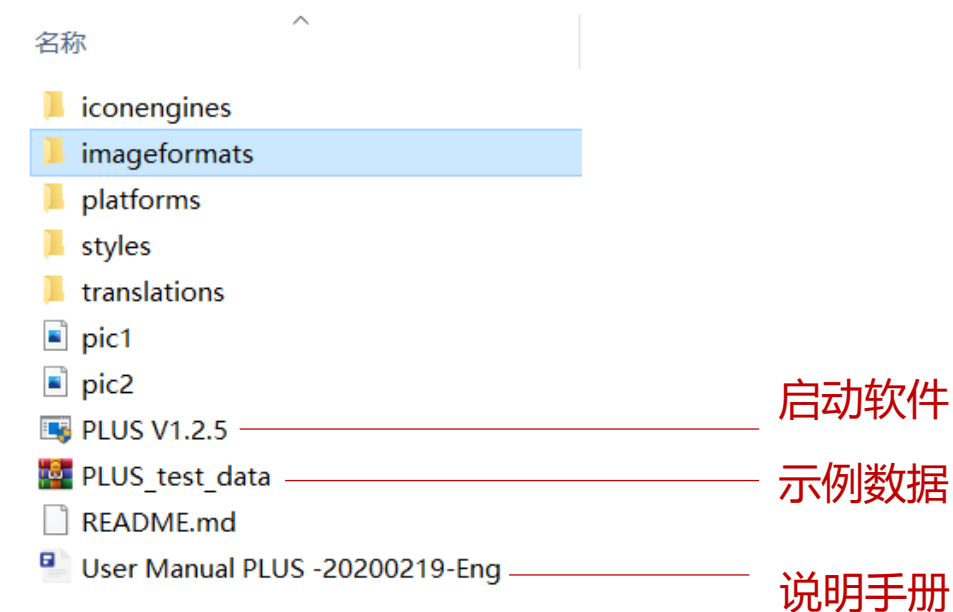 名称
iconengines
imageformats
platforms
styles
translations
pic1
pic2
PLUS V1.2.5
启动软件
PLUS_test_data
示例数据
README.md
User Manual PLUS -20200219-Eng
说明手册